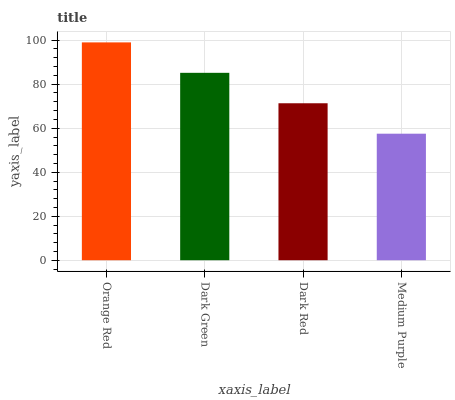 title
yaxis_label
100
80
60
40
20
0
Orange Red
Dark Green
Dark Red
Medium Purple
xaxis_label